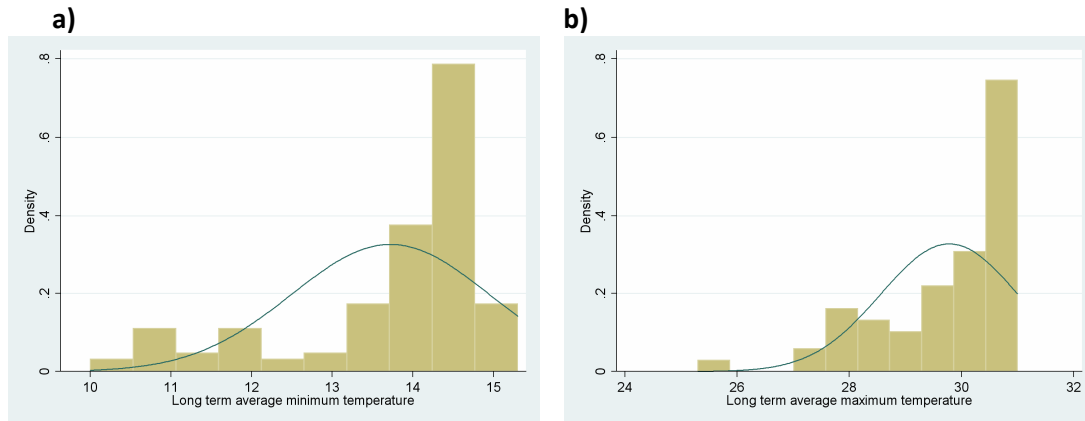 a)
b)
.8
.6
.4
.2
0
Density
10 11 12 13 14 15
Long term average minimum temperature
.8
.6
.4
.2
0
Density
24 26 28 30 32
Long term average maximum temperature